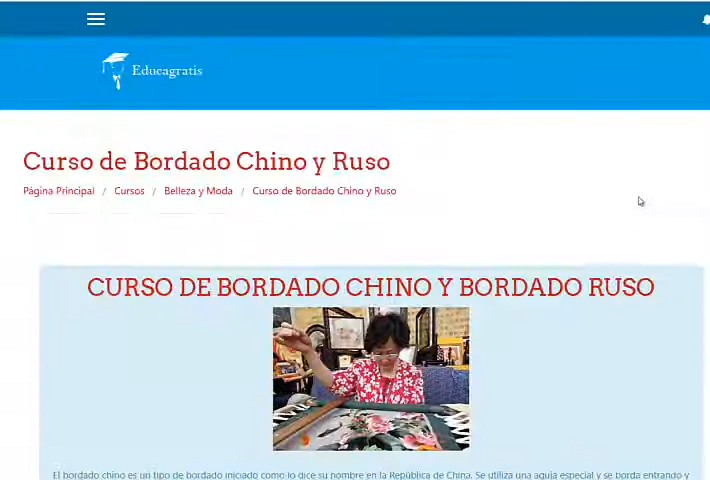 Educagratis
Curso de Bordado Chino y Ruso
Página Principal / Cursos / Belleza y Moda / Curso de Bordado Chino y Ruso
CURSO DE BORDADO CHINO Y BORDADO RUSO
El bordado chino es un tipo de bordado iniciado como lo dice su nombre en la República de China. Se utiliza una aguja especial y se borda entrando y